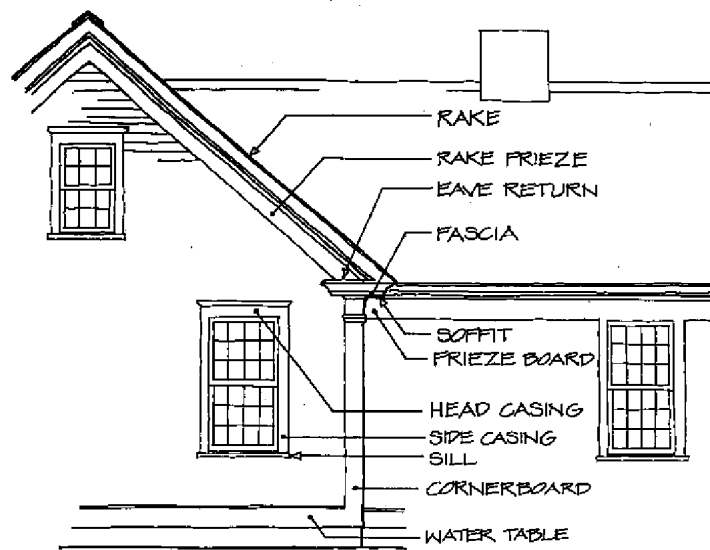 RAKE
RAKE FRIEZE
EAVE RETURN
FASCIA
SOFFIT
FRIEZE BOARD
HEAD CASING
SIDE CASING
SILL
CORNERBOARD
WATER TABLE